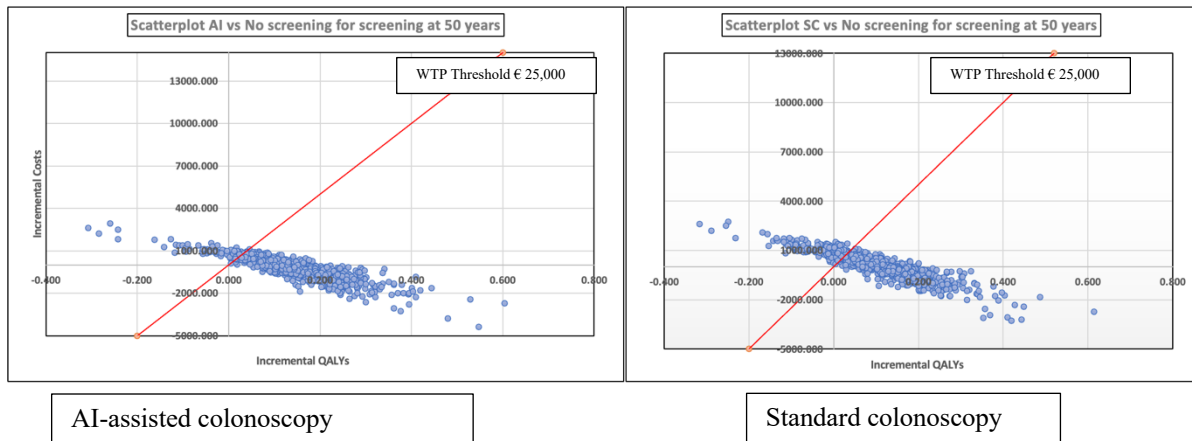 Scatterplot AI vs No screening for screening at 50 years
WTP Threshold € 25,000
13000.000
10000.000
7000.000
4000.000
1000.000
-2000.000
-5000.000
-0.400 -0.200 0.000 0.200 0.400 0.600 0.800
Incremental Costs
Incremental QALYs
AI-assisted colonoscopy
Scatterplot SC vs No screening for screening at 50 years
13000.000
WTP Threshold € 25,000
10000.000
7000.000
4000.000
1000.000
-2000.000
-5000.000
-0.400 -0.200 0.000 0.200 0.400 0.600 0.800
Incremental QALYs
Standard colonoscopy